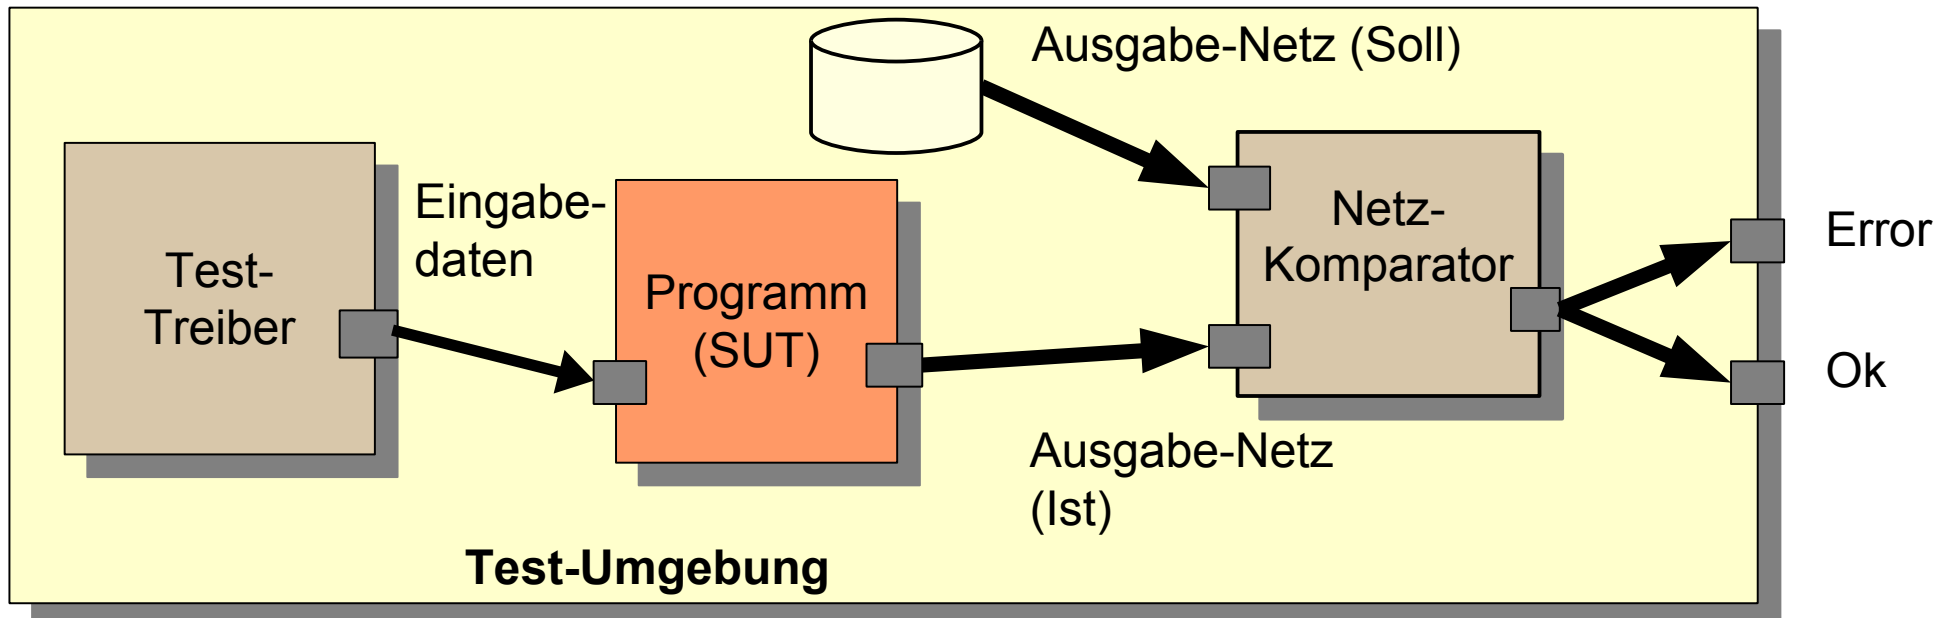 Ausgabe-Netz (Soll)
Test-
Treiber
Eingabe-
daten
Programm
(SUT)
Netz-
Komparator
Error
Ok
Ausgabe-Netz
(Ist)
Test-Umgebung